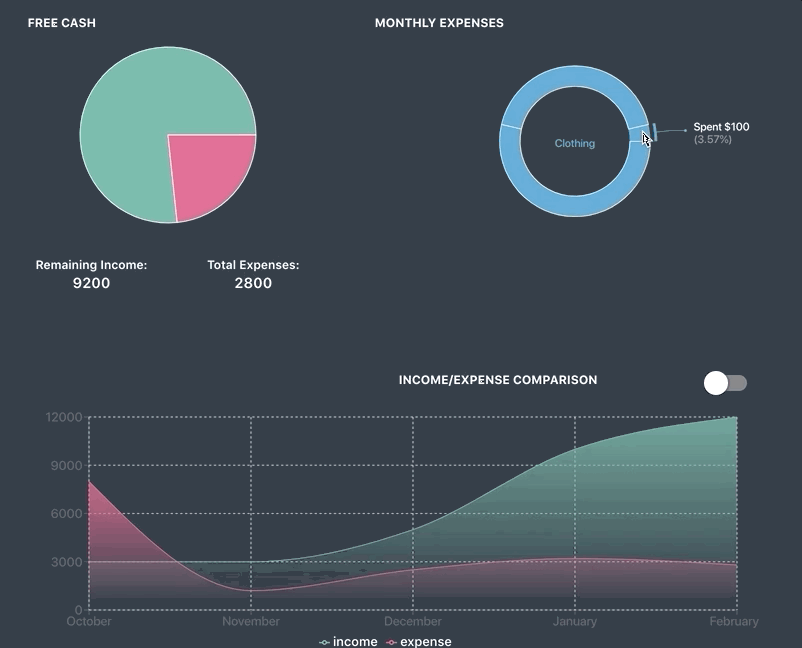 FREE CASH
MONTHLY EXPENSES
Clothing
Spent $100
(3.57%)
Remaining Income:
9200
Total Expenses:
2800
INCOME/EXPENSE COMPARISON
12000
9000
6000
3000
0
October
November
December
January
February
income
expense